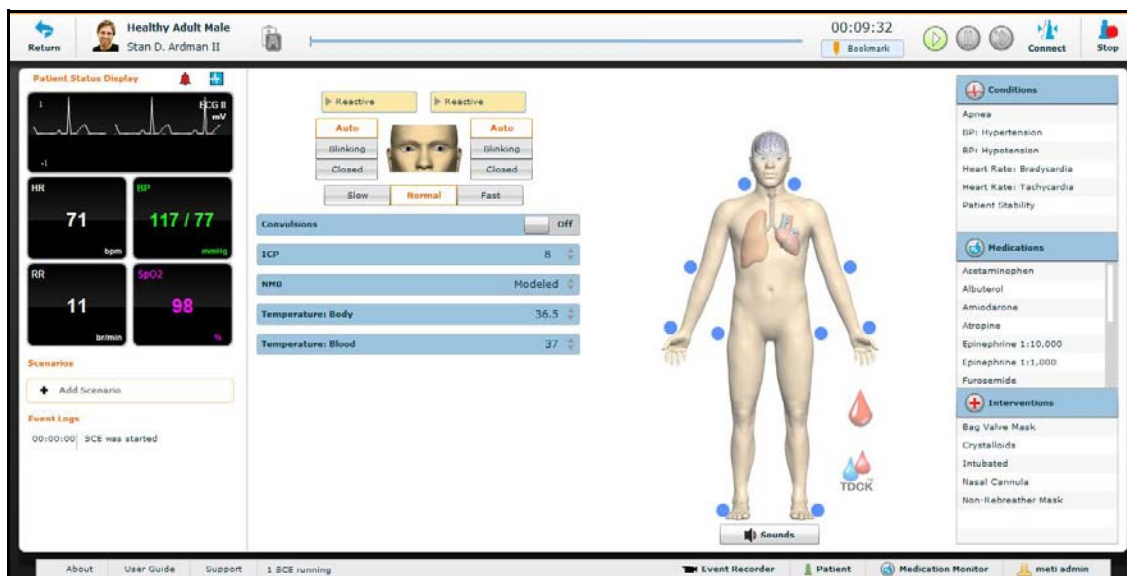 Return
Healthy Adult Male
Stan D. Ardman II
00:09:32
Bookmark
Connect
Stop
Patient Status Display
1
ECG II
mV
-1
HR
71
bpm
BP
117 / 77
mmHg
RR
11
br/min
SpO2
98
%
Scenarios
Add Scenario
Event Logs
00:00:00 SCE was started
Reactive
Reactive
Auto
Blinking
Closed
Auto
Blinking
Closed
Slow Normal Fast
Convulsions Off
ICP 8
NMB Modeled
Temperature: Body 36.5
Temperature: Blood 37
TDCK
Sounds
Conditions
Apnea
BP: Hypertension
BP: Hypotension
Heart Rate: Bradycardia
Heart Rate: Tachycardia
Patient Stability
Medications
Acetaminophen
Albuterol
Amiodarone
Atropine
Epinephrine 1:10,000
Epinephrine 1:1,000
Furosemide
Interventions
Bag Valve Mask
Crystalloids
Intubated
Nasal Cannula
Non-Rebreather Mask
About User Guide Support 1 SCE running Event Recorder Patient Medication Monitor meti admin